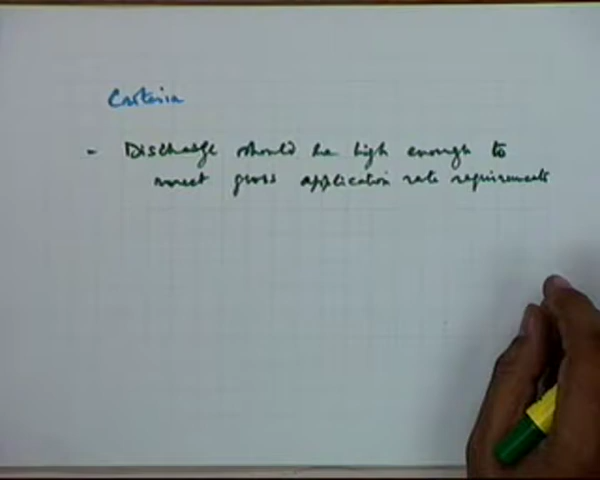 Criteria
- Discharge should be high enough to
meet gross application rate requirements